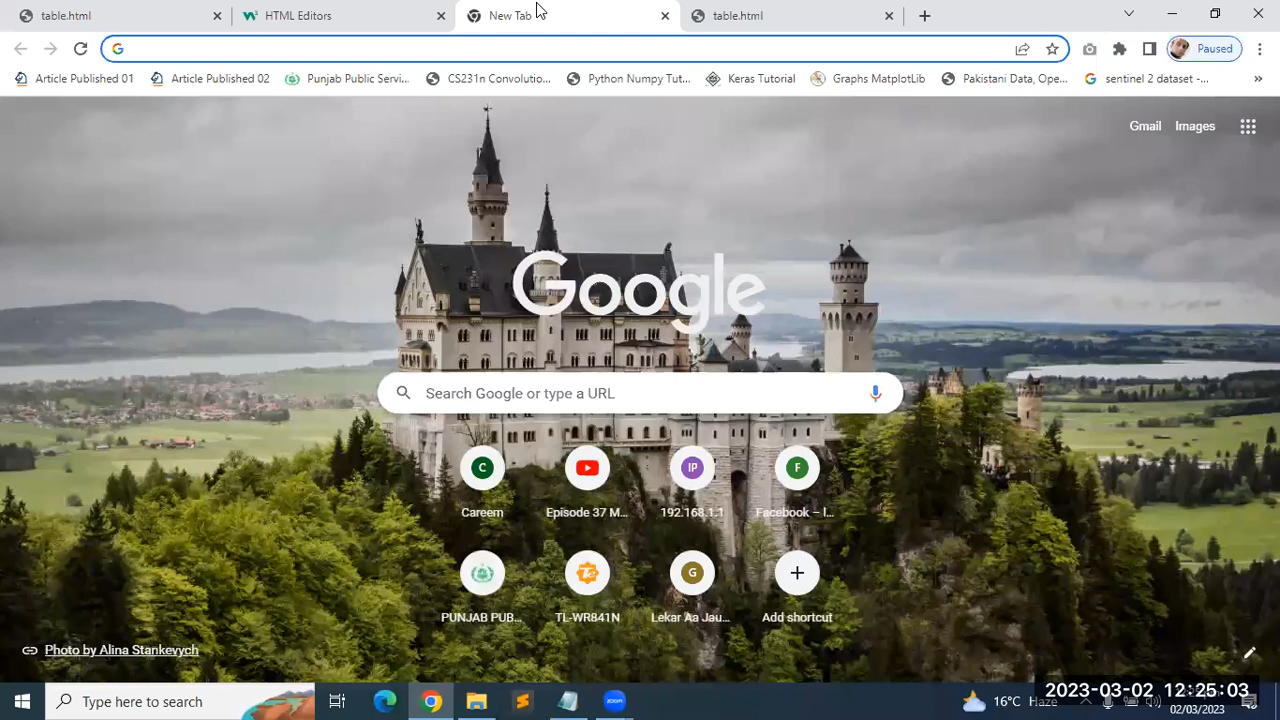 table.html
HTML Editors
New Tab
table.html
Paused
Article Published 01
Article Published 02
Punjab Public Servi...
CS231n Convolutio...
Python Numpy Tut...
Keras Tutorial
Graphs MatplotLib
Pakistani Data, Ope...
sentinel 2 dataset -...
Gmail
Images
Google
Search Google or type a URL
Careem
Episode 37 M...
192.168.1.1
Facebook – l...
PUNJAB PUB...
TL-WR841N
Lekar Aa Jau...
Add shortcut
Photo by Alina Stankevych
Type here to search
16°C Haze
2023-03-02 12:25:03
02/03/2023